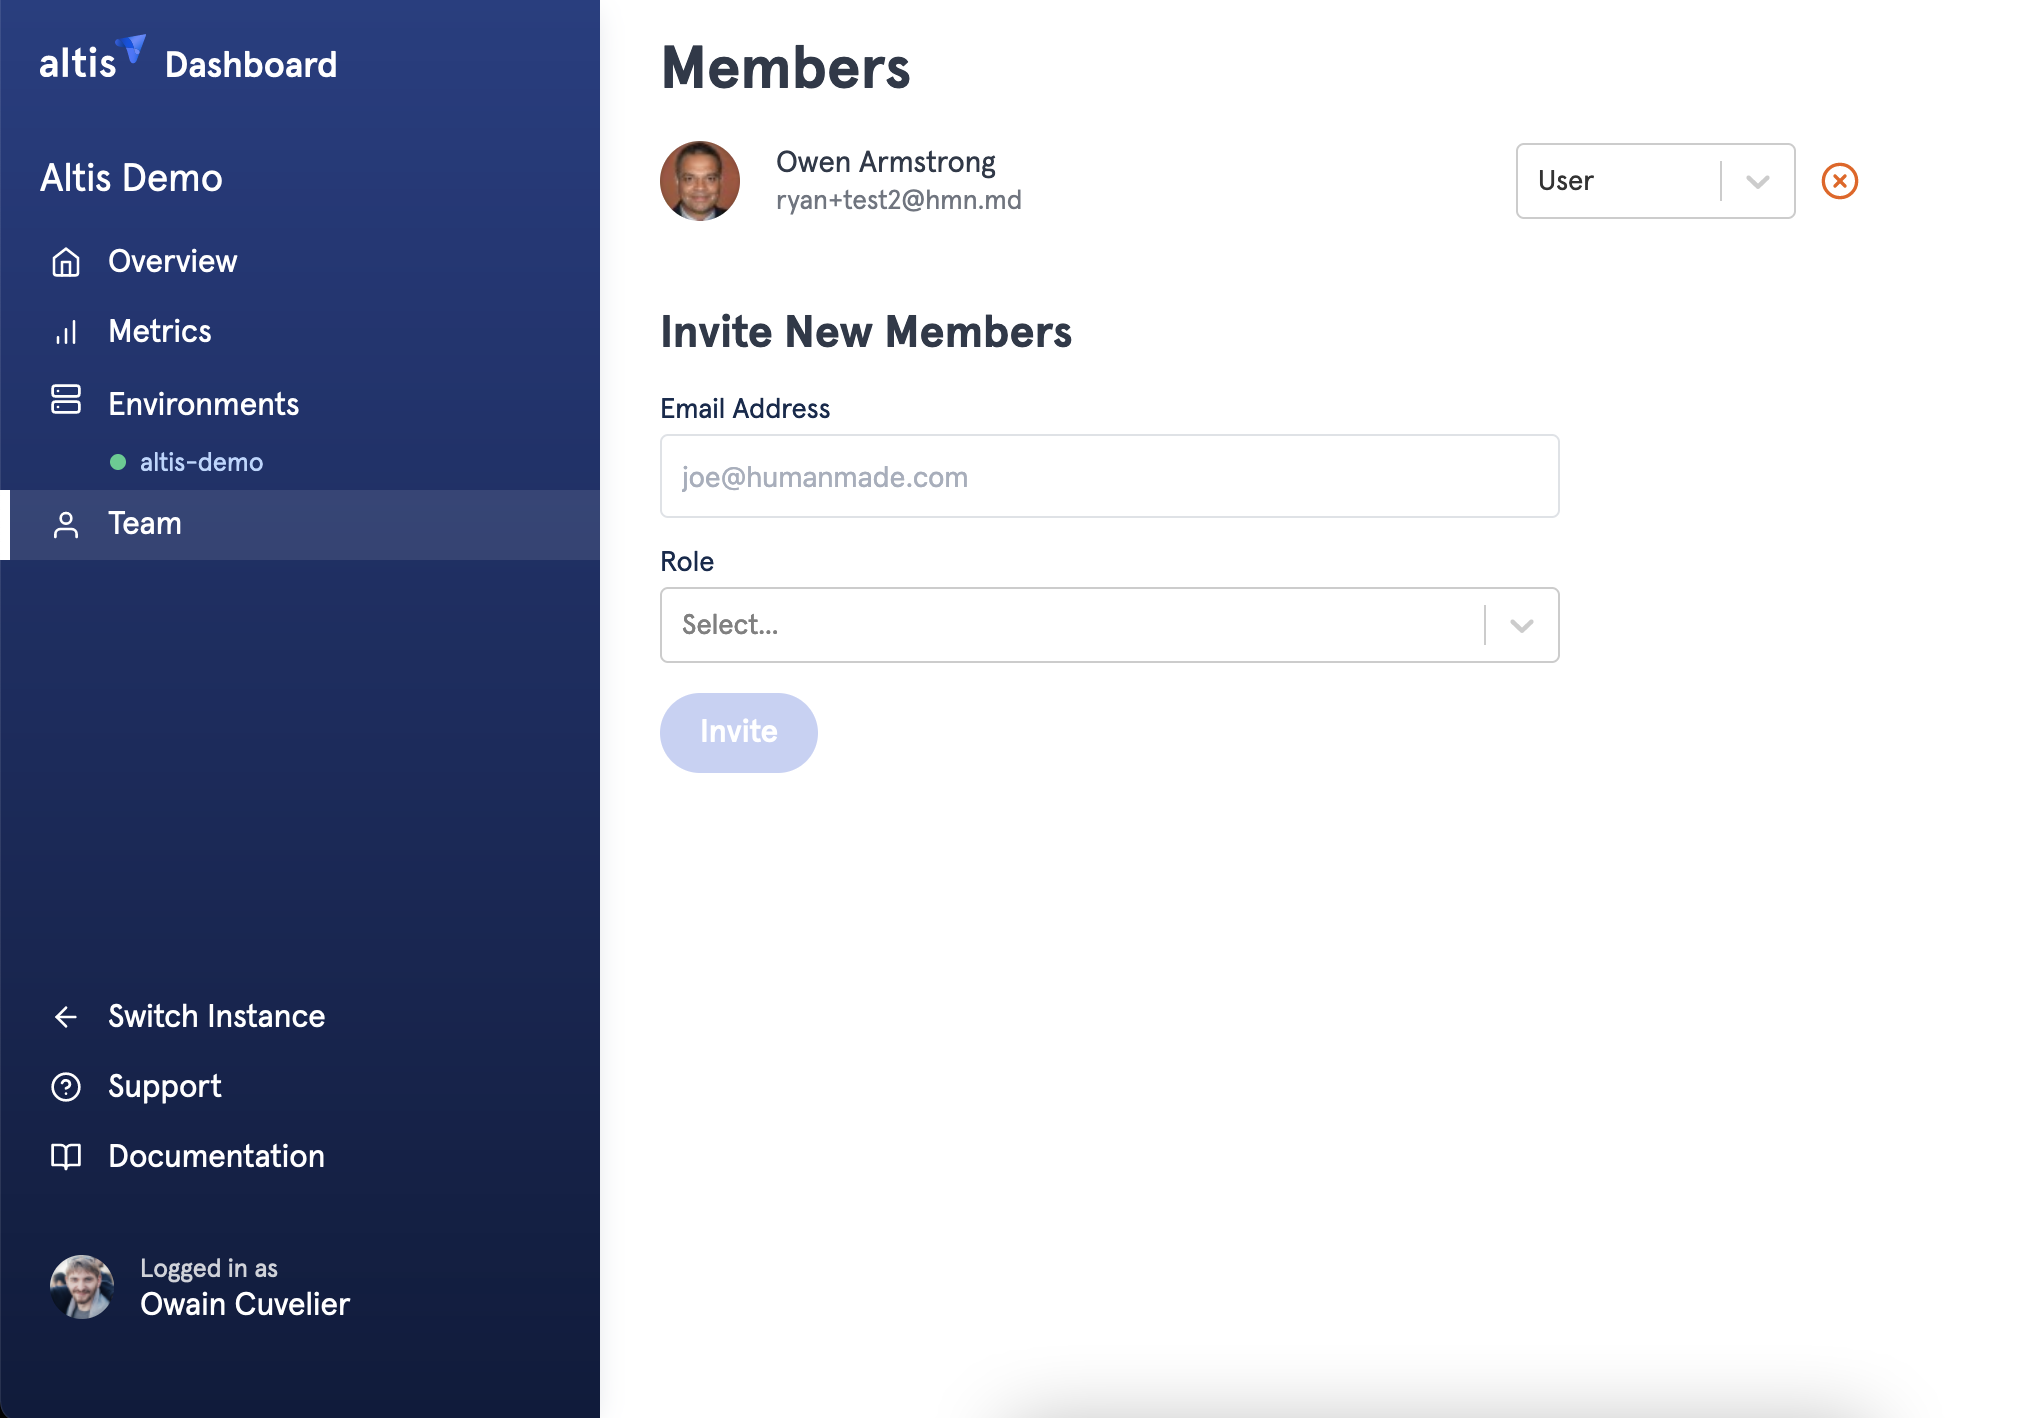 altis Dashboard
Altis Demo
Overview
Metrics
Environments
altis-demo
Team
Switch Instance
Support
Documentation
Logged in as
Owain Cuvelier
Members
Owen Armstrong
ryan+test2@hmn.md
User
Invite New Members
Email Address
joe@humanmade.com
Role
Select...
Invite